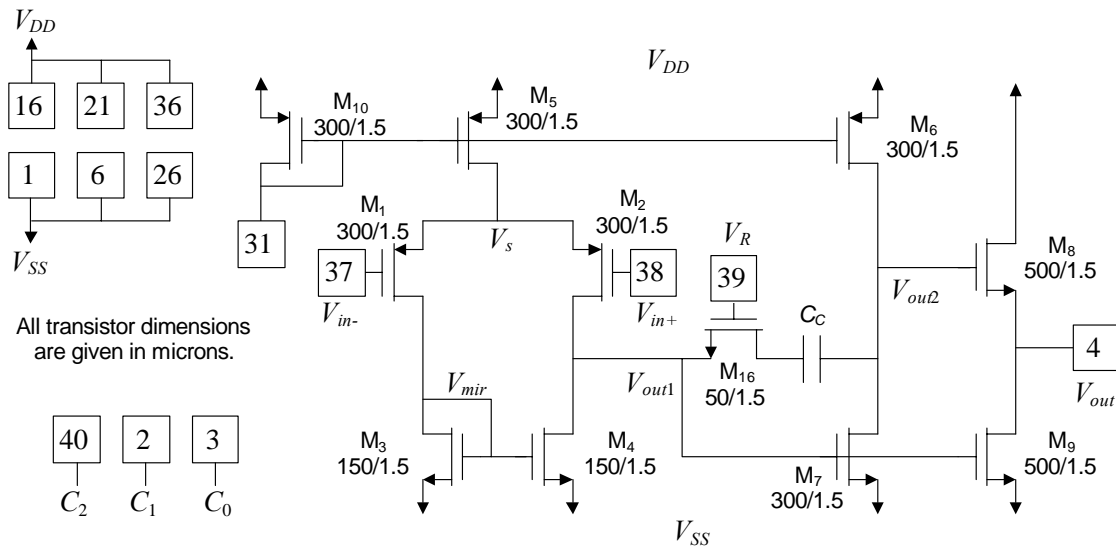 V_DD
16 21 36
1 6 26
V_SS
All transistor dimensions
are given in microns.
40 2 3
C_2 C_1 C_0
V_DD
M_10
300/1.5
M_5
300/1.5
M_6
300/1.5
31
M_1
300/1.5
V_s
M_2
300/1.5
37
V_in-
38
V_in+
V_R
39
C_C
M_16
50/1.5
V_out1
V_out2
M_8
500/1.5
4
V_out
V_mir
M_3
150/1.5
M_4
150/1.5
M_7
300/1.5
M_9
500/1.5
V_SS